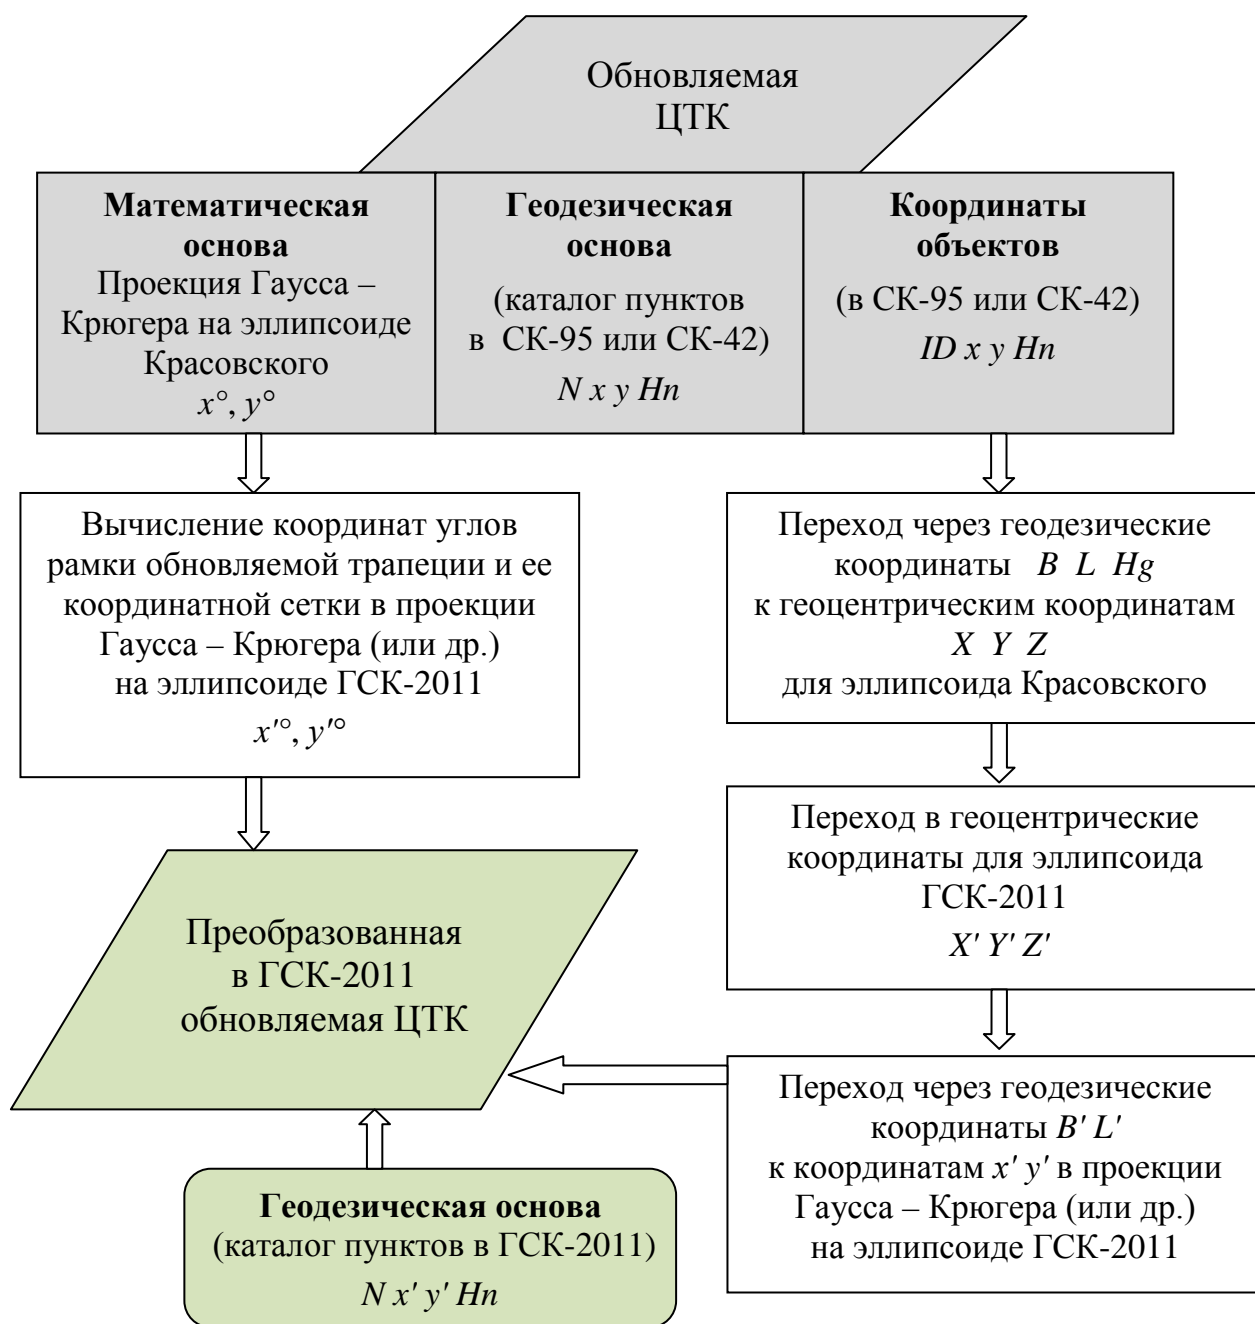 Обновляемая
ЦТК
Математическая
основа
Проекция Гаусса –
Крюгера на эллипсоиде
Красовского
x°, y°
Геодезическая
основа
(каталог пунктов
в СК-95 или СК-42)
N x y Hn
Координаты
объектов
(в СК-95 или СК-42)
ID x y Hn
Вычисление координат углов
рамки обновляемой трапеции и ее
координатной сетки в проекции
Гаусса – Крюгера (или др.)
на эллипсоиде ГСК-2011
x'°, y'°
Переход через геодезические
координаты B L Hg
к геоцентрическим координатам
X Y Z
для эллипсоида Красовского
Переход в геоцентрические
координаты для эллипсоида
ГСК-2011
X' Y' Z'
Преобразованная
в ГСК-2011
обновляемая ЦТК
Переход через геодезические
координаты B' L'
к координатам x' y' в проекции
Гаусса – Крюгера (или др.)
на эллипсоиде ГСК-2011
Геодезическая основа
(каталог пунктов в ГСК-2011)
N x' y' Hn